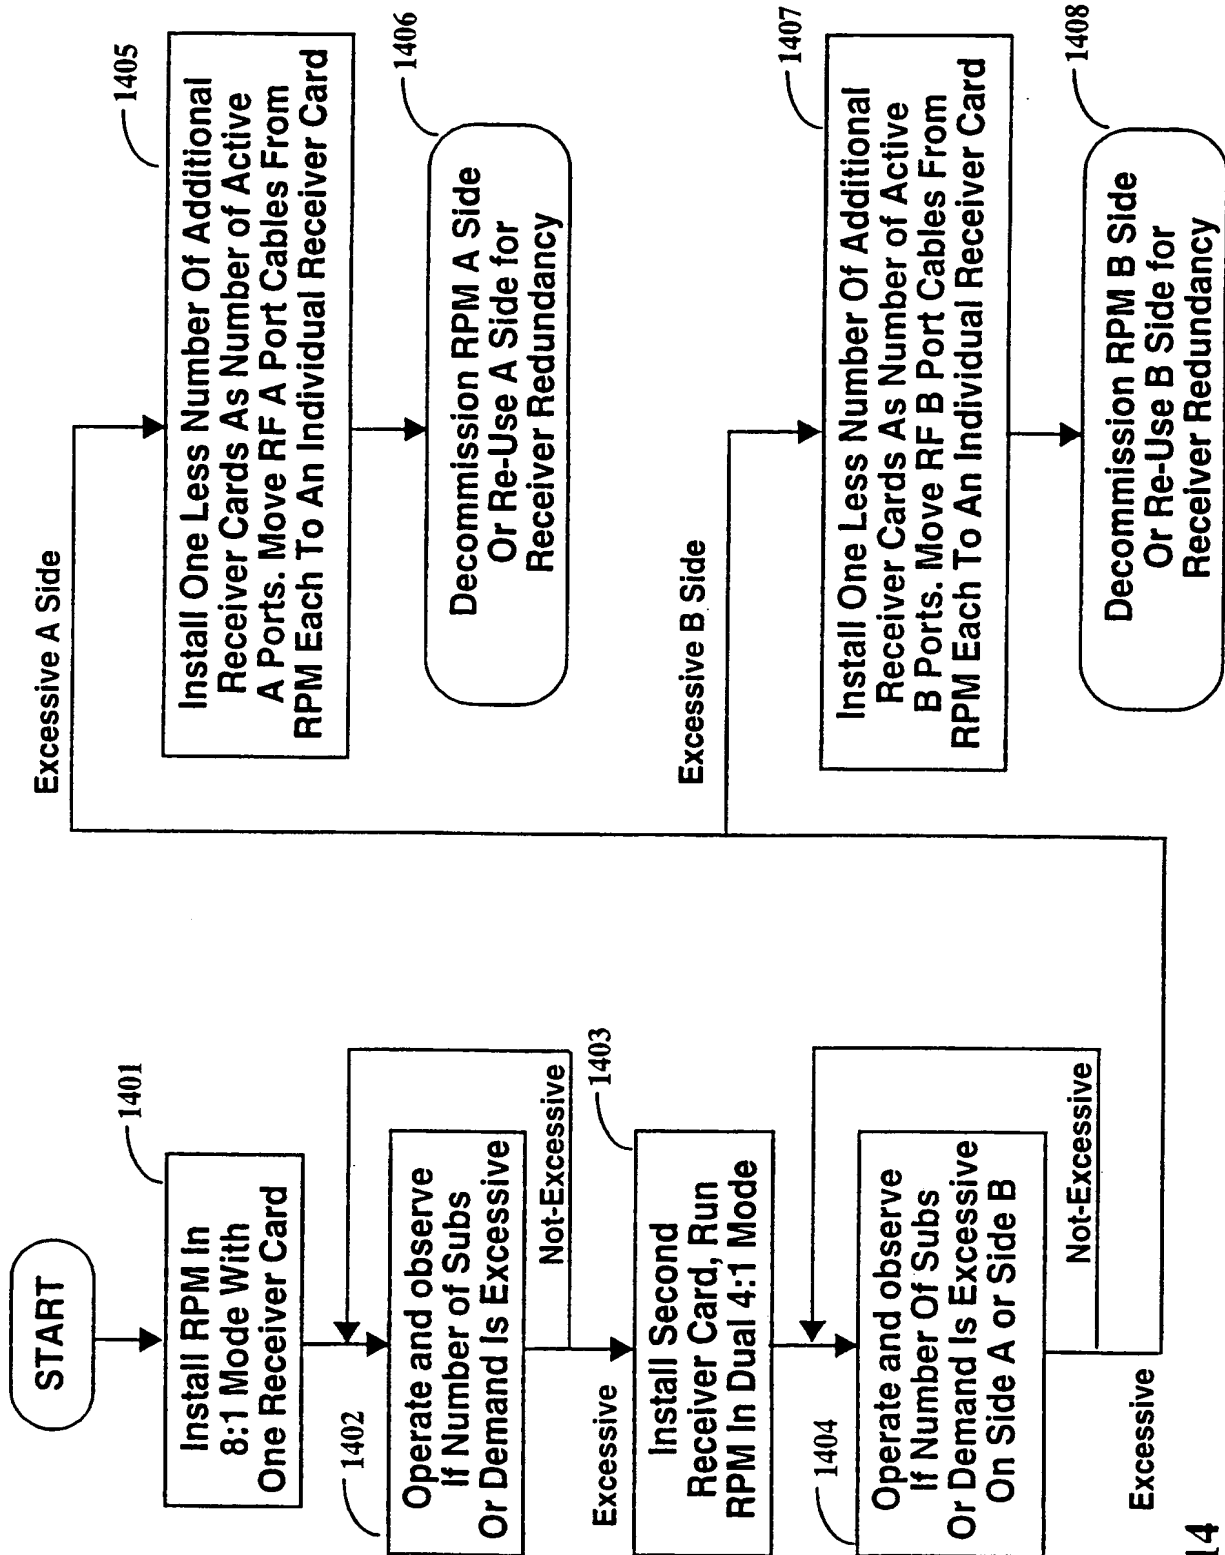 START
1401
Install RPM In
8:1 Mode With
One Receiver Card
1402
Operate and observe
If Number of Subs
Or Demand Is Excessive
Not-Excessive
Excessive
1403
Install Second
Receiver Card, Run
RPM In Dual 4:1 Mode
1404
Operate and observe
If Number Of Subs
Or Demand Is Excessive
On Side A or Side B
Not-Excessive
Excessive
Excessive A Side
1405
Install One Less Number Of Additional
Receiver Cards As Number of Active
A Ports. Move RF A Port Cables From
RPM Each To An Individual Receiver Card
1406
Decommission RPM A Side
Or Re-Use A Side for
Receiver Redundancy
Excessive B Side
1407
Install One Less Number Of Additional
Receiver Cards As Number of Active
B Ports. Move RF B Port Cables From
RPM Each To An Individual Receiver Card
1408
Decommission RPM B Side
Or Re-Use B Side for
Receiver Redundancy
14